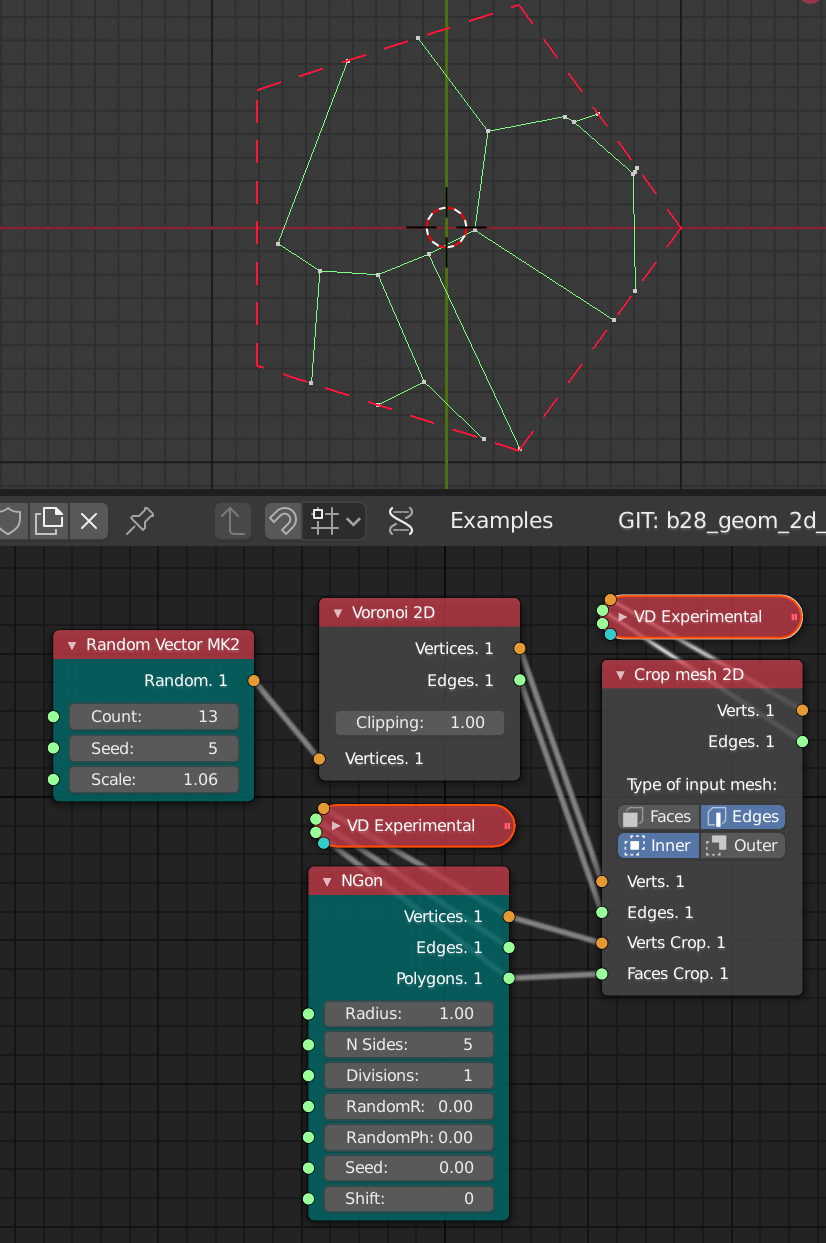 Examples
GIT: b28_geom_2d_
Random Vector MK2
Random. 1
Count: 13
Seed: 5
Scale: 1.06
Voronoi 2D
Vertices. 1
Edges. 1
Clipping: 1.00
Vertices. 1
VD Experimental
NGon
Vertices. 1
Edges. 1
Polygons. 1
Radius: 1.00
N Sides: 5
Divisions: 1
RandomR: 0.00
RandomPh: 0.00
Seed: 0.00
Shift: 0
VD Experimental
Crop mesh 2D
Verts. 1
Edges. 1
Type of input mesh:
Faces Edges
Inner Outer
Verts. 1
Edges. 1
Verts Crop. 1
Faces Crop. 1